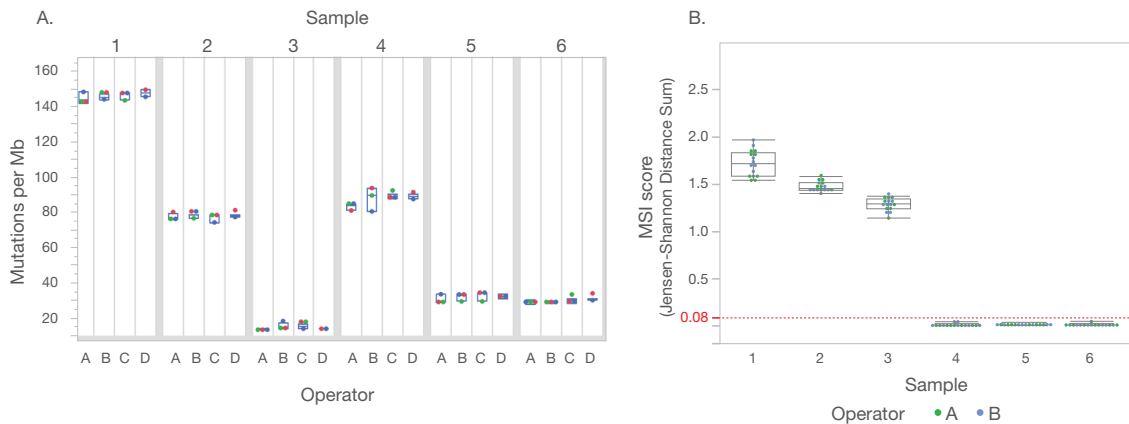 A.
Sample
1 2 3 4 5 6
160
140
120
100
80
60
40
20
Mutations per Mb
A B C D A B C D A B C D A B C D A B C D A B C D
Operator
B.
MSI score
(Jensen-Shannon Distance Sum)
2.5
2.0
1.5
1.0
0.5
0.08
1 2 3 4 5 6
Sample
Operator A B